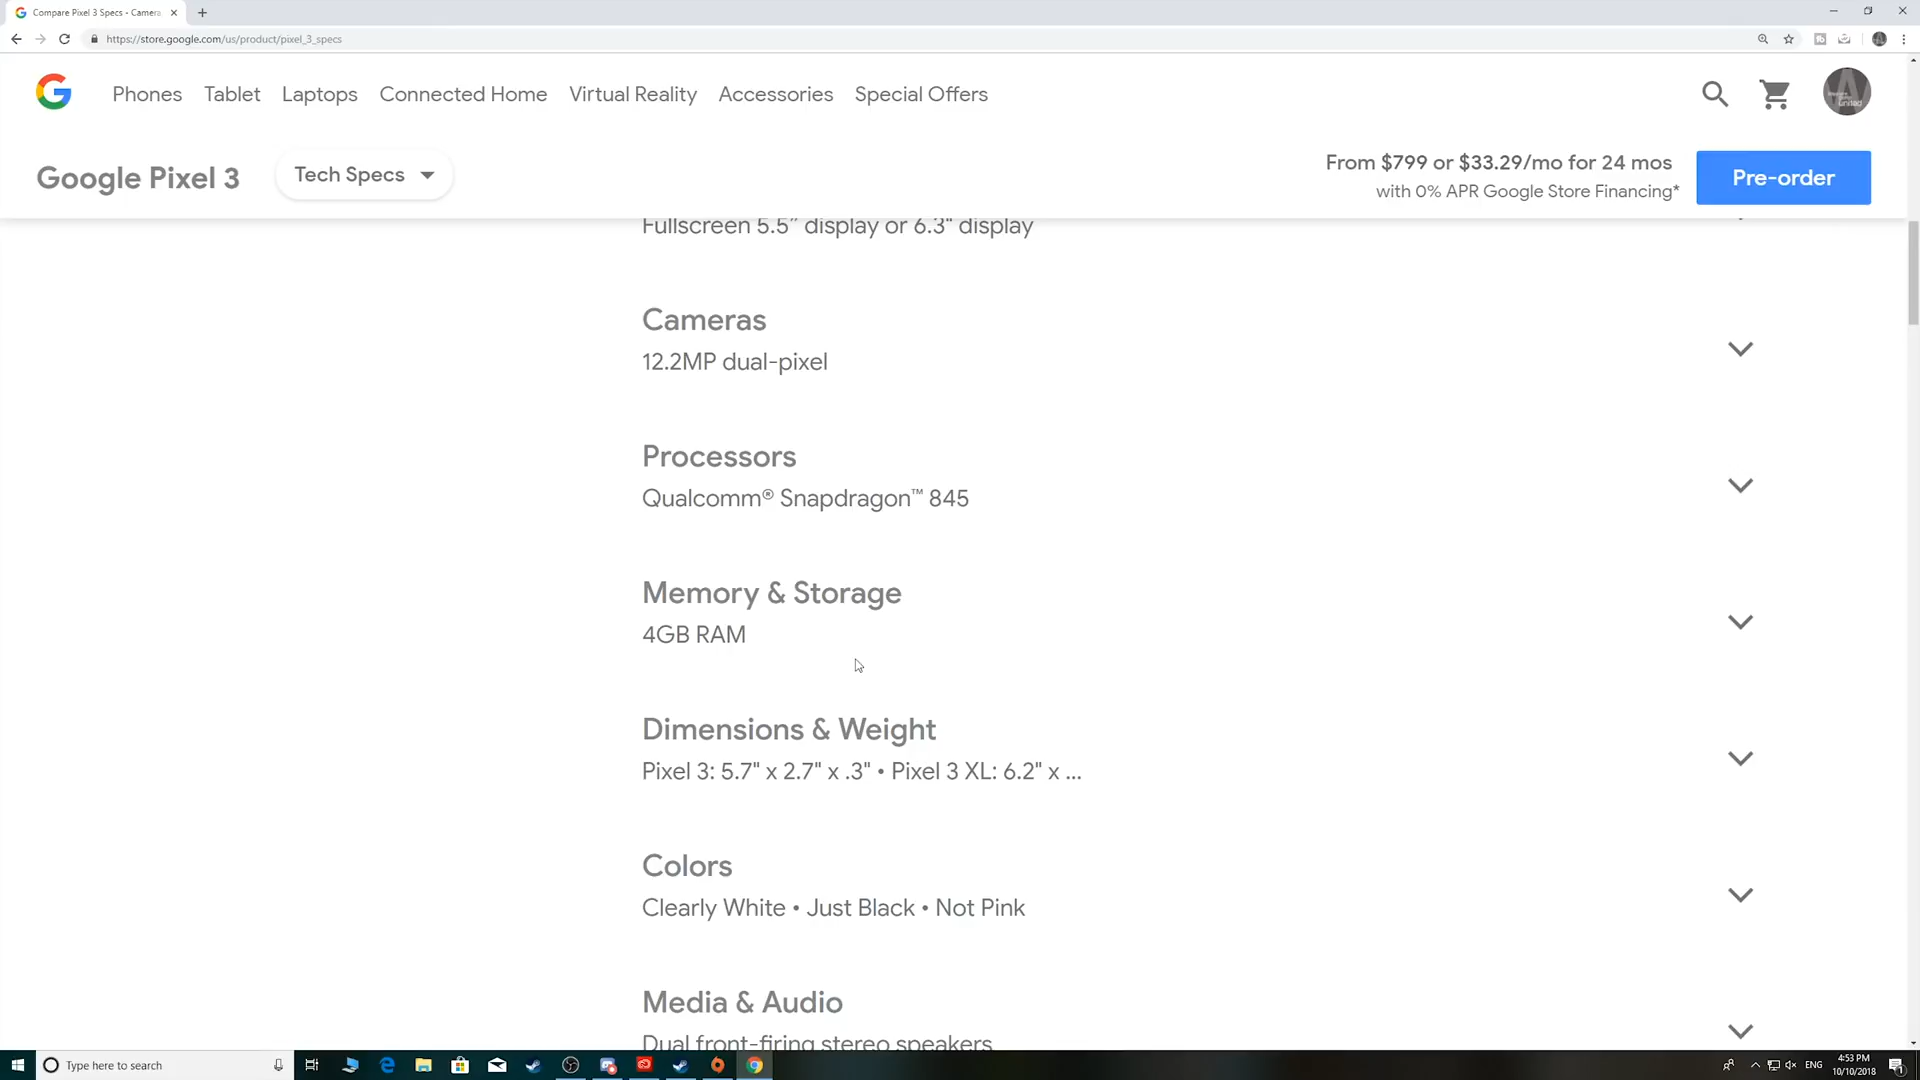 Compare Pixel 3 Specs - Camera
https://store.google.com/us/product/pixel_3_specs
Phones Tablet Laptops Connected Home Virtual Reality Accessories Special Offers
Google Pixel 3
Tech Specs
From $799 or $33.29/mo for 24 mos
with 0% APR Google Store Financing*
Pre-order
Fullscreen 5.5” display or 6.3" display
Cameras
12.2MP dual-pixel
Processors
Qualcomm® Snapdragon™ 845
Memory & Storage
4GB RAM
Dimensions & Weight
Pixel 3: 5.7" x 2.7" x .3" • Pixel 3 XL: 6.2" x ...
Colors
Clearly White • Just Black • Not Pink
Media & Audio
Dual front-firing stereo speakers
Type here to search
ENG
4:53 PM
10/10/2018